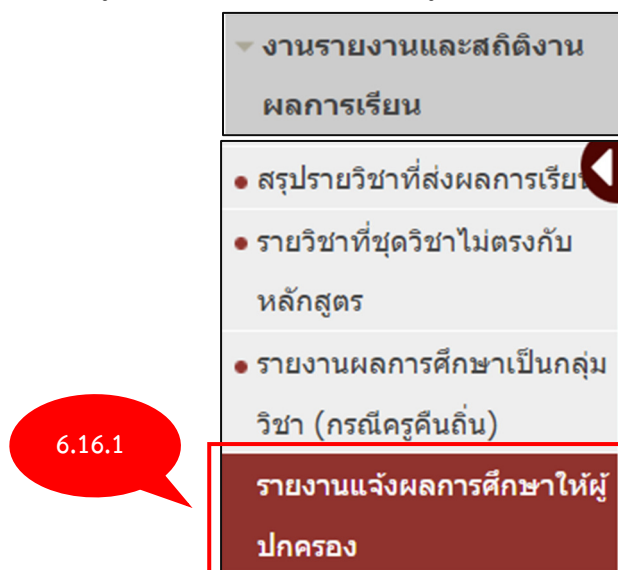 งานรายงานและสถิติงาน
ผลการเรียน
สรุปรายวิชาที่ส่งผลการเรียน
รายวิชาที่ชุดวิชาไม่ตรงกับ
หลักสูตร
รายงานผลการศึกษาเป็นกลุ่ม
วิชา (กรณีครูคืนถิ่น)
6.16.1
รายงานแจ้งผลการศึกษาให้ผู้
ปกครอง